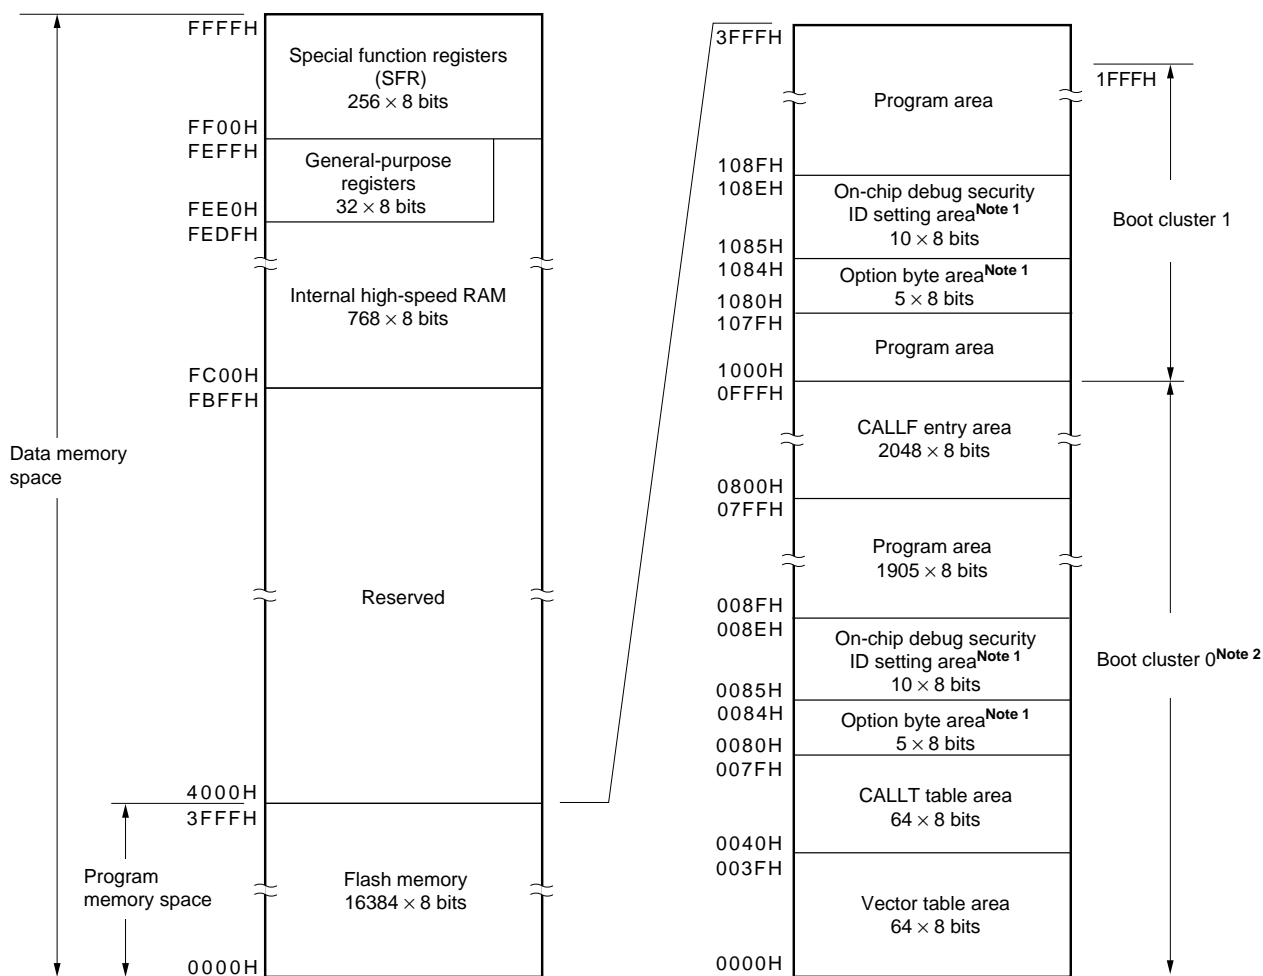 FFFFH
Special function registers
(SFR)
256 × 8 bits
FF00H
FEFFH
General-purpose
registers
32 × 8 bits
FEE0H
FEDFH
Internal high-speed RAM
768 × 8 bits
FC00H
FBFFH
Data memory
space
Reserved
4000H
3FFFH
Program
memory space
Flash memory
16384 × 8 bits
0000H
3FFFH
1FFFH
Program area
108FH
108EH
On-chip debug security
ID setting areaNote 1
10 × 8 bits
Boot cluster 1
1085H
1084H
Option byte areaNote 1
5 × 8 bits
1080H
107FH
Program area
1000H
0FFFH
CALLF entry area
2048 × 8 bits
0800H
07FFH
Program area
1905 × 8 bits
008FH
008EH
On-chip debug security
ID setting areaNote 1
10 × 8 bits
Boot cluster 0Note 2
0085H
0084H
Option byte areaNote 1
5 × 8 bits
0080H
007FH
CALLT table area
64 × 8 bits
0040H
003FH
Vector table area
64 × 8 bits
0000H